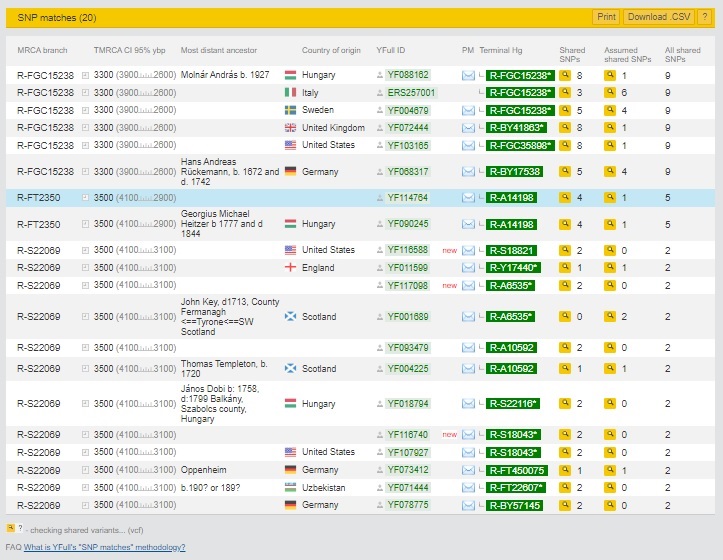 SNP matches (20) Print Download .CSV ?
MRCA branch TMRCA CI 95% ybp Most distant ancestor Country of origin YFull ID PM Terminal Hg Shared SNPs Assumed shared SNPs All shared SNPs
R-FGC15238 3300 (3900...2600) Molnár András b. 1927 Hungary YF088162 R-FGC15238* 8 1 9
R-FGC15238 3300 (3900...2600) Italy ERS257001 R-FGC15238* 3 6 9
R-FGC15238 3300 (3900...2600) Sweden YF004679 R-FGC15238* 5 4 9
R-FGC15238 3300 (3900...2600) United Kingdom YF072444 R-BY41863* 8 1 9
R-FGC15238 3300 (3900...2600) United States YF103165 R-FGC35898* 8 1 9
R-FGC15238 3300 (3900...2600) Hans Andreas Rückemann, b. 1672 and d. 1742 Germany YF068317 R-BY17538 5 4 9
R-FT2350 3500 (4100...2900) YF114764 R-A14198 4 1 5
R-FT2350 3500 (4100...2900) Georgius Michael Heitzer b 1777 and d 1844 Hungary YF090245 R-A14198 4 1 5
R-S22069 3500 (4100...3100) United States YF116588 new R-S18821 2 0 2
R-S22069 3500 (4100...3100) England YF011599 R-Y17440* 1 1 2
R-S22069 3500 (4100...3100) YF117098 new R-A6535* 2 0 2
R-S22069 3500 (4100...3100) John Key, d1713, County Fermanagh <==Tyrone<==SW Scotland Scotland YF001689 R-A6535* 0 2 2
R-S22069 3500 (4100...3100) YF093479 R-A10592 2 0 2
R-S22069 3500 (4100...3100) Thomas Templeton, b. 1720 Scotland YF004225 R-A10592 1 1 2
R-S22069 3500 (4100...3100) János Dobi b: 1758, d:1799 Balkány, Szabolcs county, Hungary Hungary YF018794 R-S22116* 2 0 2
R-S22069 3500 (4100...3100) YF116740 new R-S18043* 2 0 2
R-S22069 3500 (4100...3100) United States YF107927 R-S18043* 2 0 2
R-S22069 3500 (4100...3100) Oppenheim Germany YF073412 R-FT450075 1 1 2
R-S22069 3500 (4100...3100) b.190? or 189? Uzbekistan YF071444 R-FT22607* 2 0 2
R-S22069 3500 (4100...3100) Germany YF078775 R-BY57145 2 0 2
? - checking shared variants... (vcf)
FAQ What is YFull's "SNP matches" methodology?